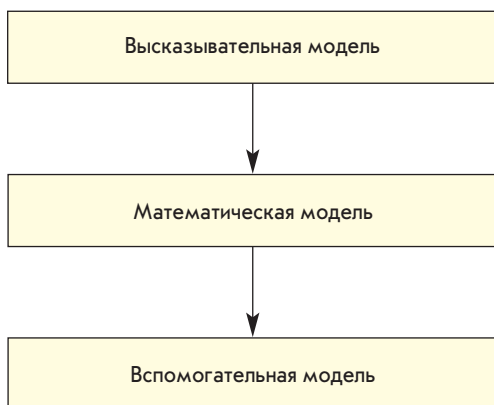 Высказывательная модель
Математическая модель
Вспомогательная модель